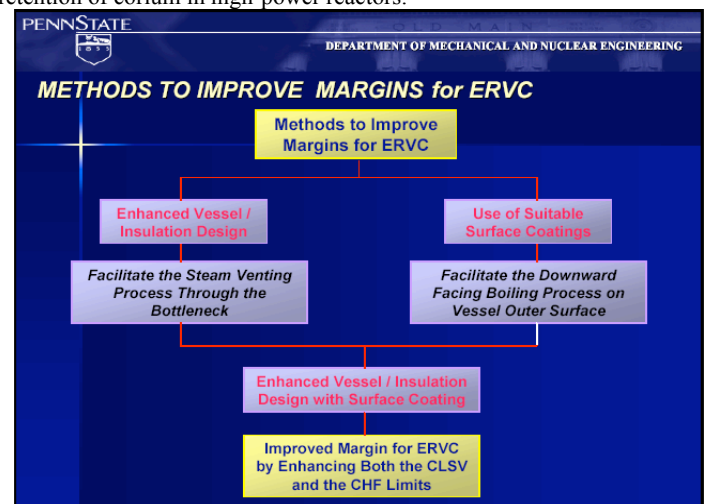 retention of corium in high power reactors.
PENNSTATE
1855
OLD MAIN
DEPARTMENT OF MECHANICAL AND NUCLEAR ENGINEERING
METHODS TO IMPROVE MARGINS for ERVC
Methods to Improve
Margins for ERVC
Enhanced Vessel /
Insulation Design
Use of Suitable
Surface Coatings
Facilitate the Steam Venting
Process Through the
Bottleneck
Facilitate the Downward
Facing Boiling Process on
Vessel Outer Surface
Enhanced Vessel / Insulation
Design with Surface Coating
Improved Margin for ERVC
by Enhancing Both the CLSV
and the CHF Limits